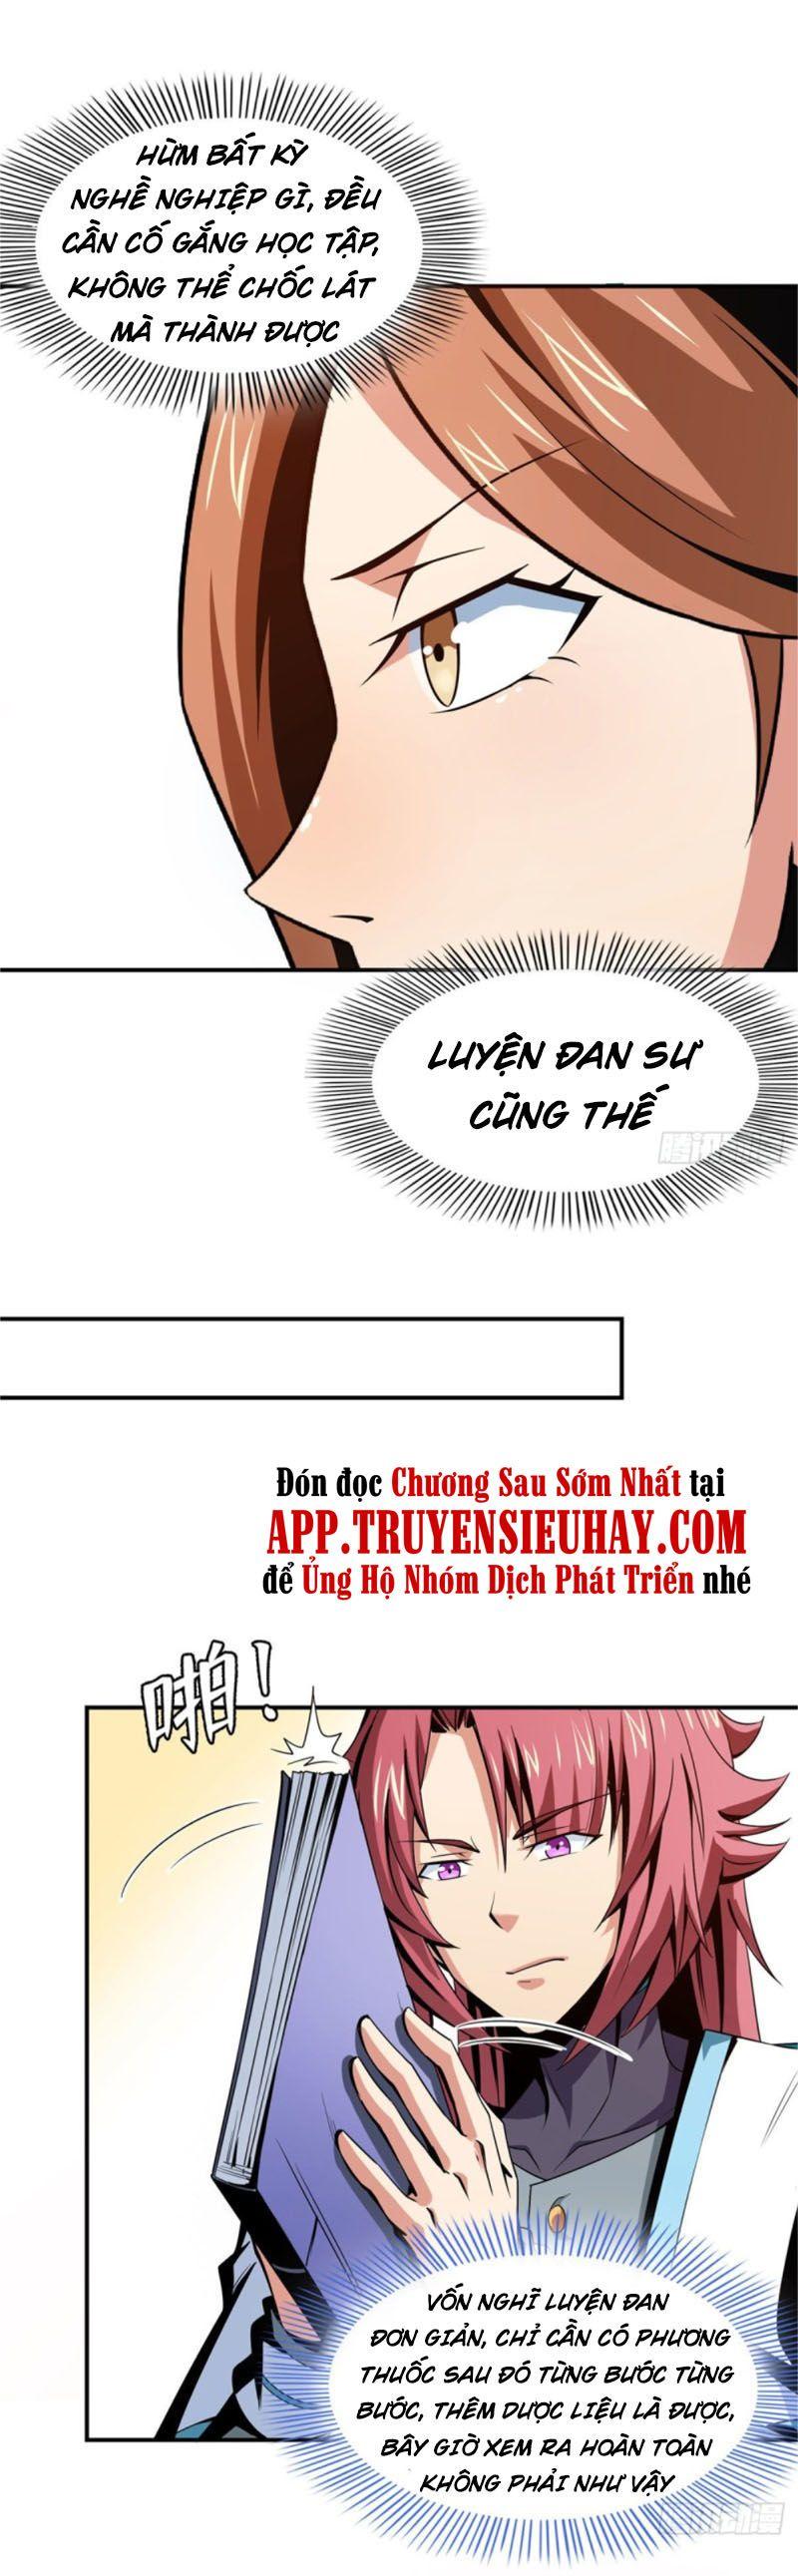 HỪM BẤT KỲ
NGHỀ NGHIỆP GÌ, ĐỀU
CẦN CỐ GẮNG HỌC TẬP,
KHÔNG THỂ CHỐC LÁT
MÀ THÀNH ĐƯỢC
LUYỆN ĐAN SƯ
CŨNG THẾ
Đón đọc Chương Sau Sớm Nhất tại
APP.TRUYENSIEUHAY.COM
để Ủng Hộ Nhóm Dịch Phát Triển nhé
啪！
VỐN NGHĨ LUYỆN ĐAN
ĐƠN GIẢN, CHỈ CẦN CÓ PHƯƠNG
THUỐC SAU ĐÓ TỪNG BƯỚC TỪNG
BƯỚC, THÊM DƯỢC LIỆU LÀ ĐƯỢC,
BÂY GIỜ XEM RA HOÀN TOÀN
KHÔNG PHẢI NHƯ VẬY